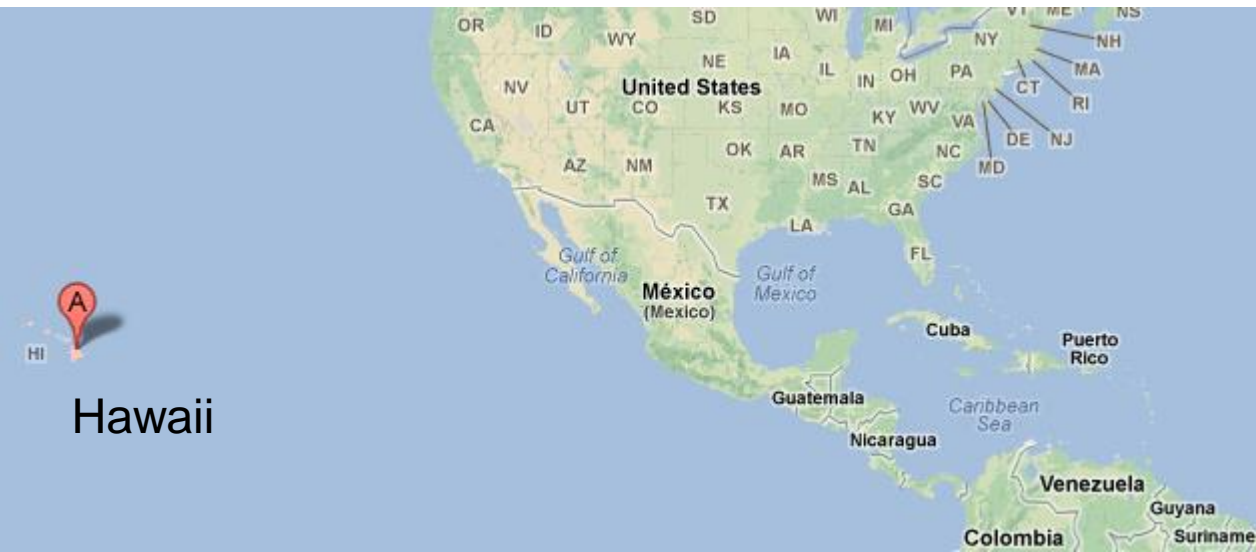 SD
WI
VT
ME
NS
OR
ID
WY
MI
NY
NH
NE
IA
IL
IN
OH
PA
MA
NV
UT
United States
CO
KS
MO
KY
WV
CT
RI
CA
VA
DE
NJ
AZ
NM
OK
AR
TN
NC
MD
MS
AL
SC
TX
LA
GA
FL
Gulf of
California
Gulf of
Mexico
México
(Mexico)
A
HI
Hawaii
Cuba
Puerto
Rico
Guatemala
Caribbean
Sea
Nicaragua
Venezuela
Guyana
Colombia
Suriname